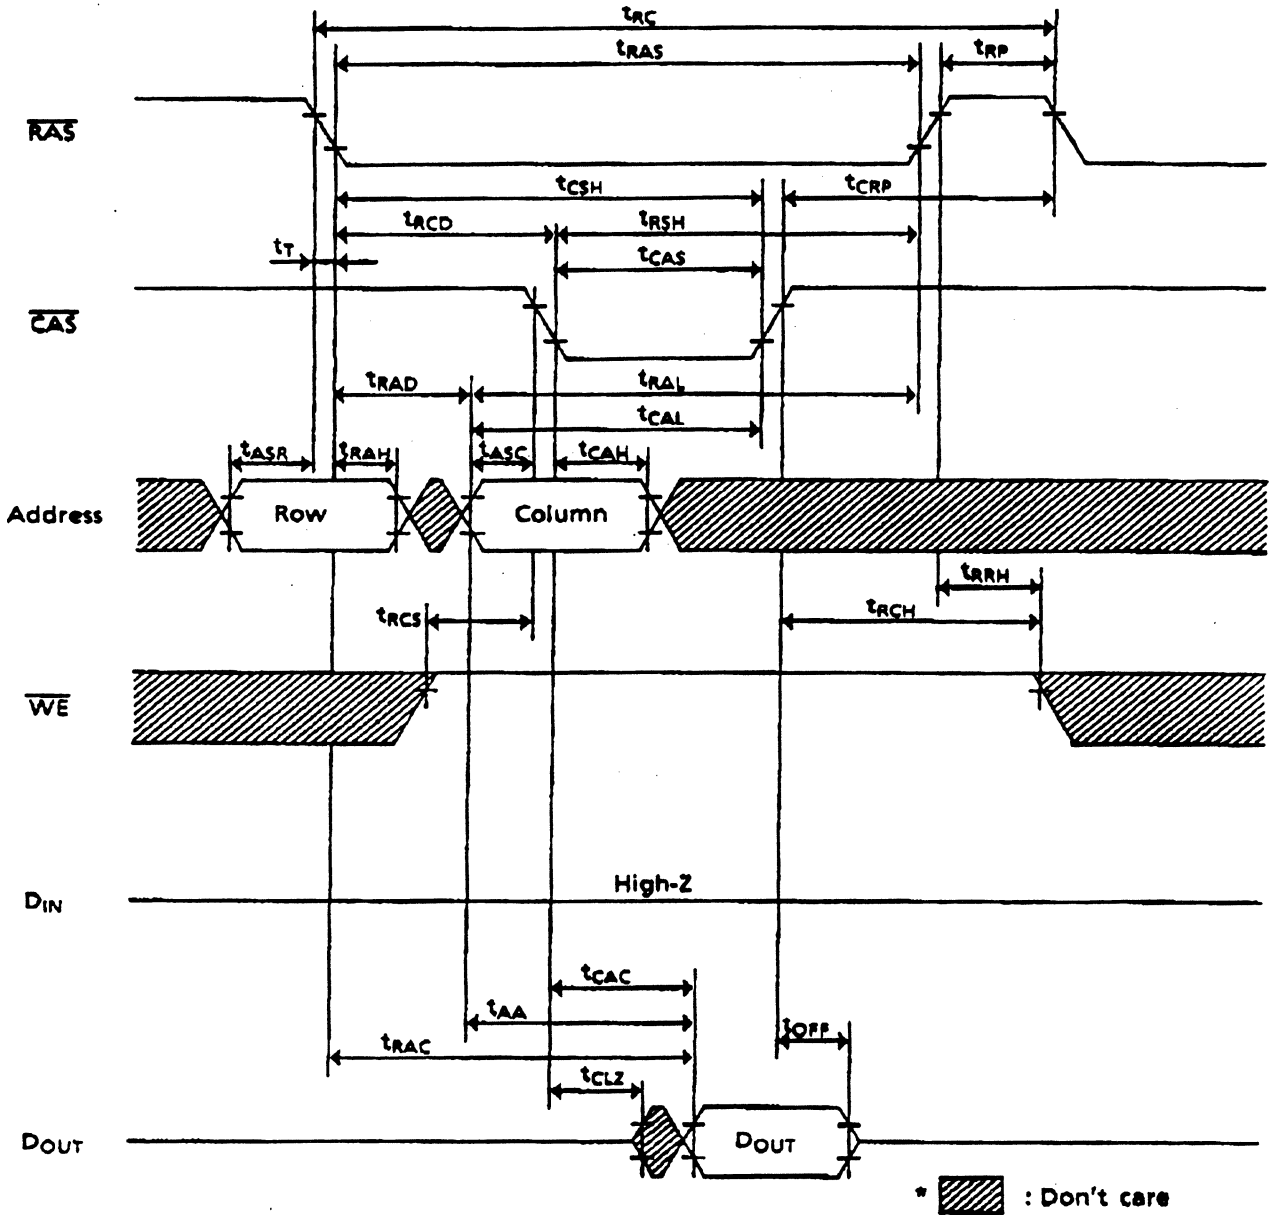 tRC
tRAS
tRP
RAS
tCSH
tCRP
tRCD
tRSH
tT
tCAS
CAS
tRAD
tRAL
tCAL
tASR
tRAH
tASC
tCAH
Address
Row
Column
tRRH
tRCS
tRCH
WE
High-Z
DIN
tCAC
tAA
tOFF
tRAC
tCLZ
DOUT
DOUT
* : Don't care